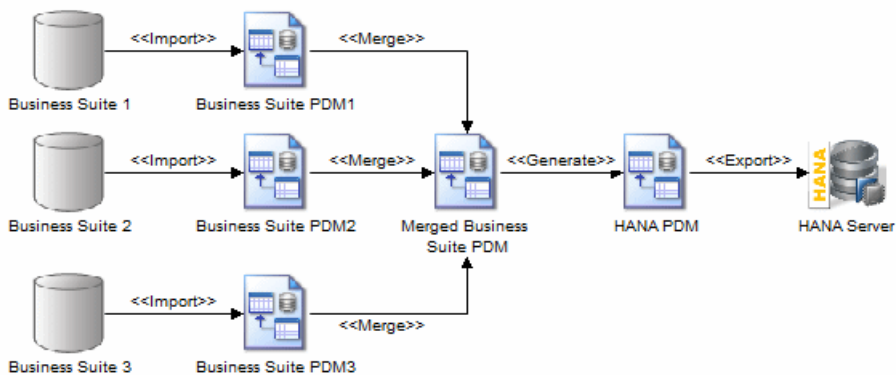 <<Import>>
<<Merge>>
Business Suite 1
Business Suite PDM1
<<Import>>
<<Merge>>
<<Generate>>
<<Export>>
HANA
Business Suite 2
Business Suite PDM2
Merged Business
Suite PDM
HANA PDM
HANA Server
<<Import>>
<<Merge>>
Business Suite 3
Business Suite PDM3